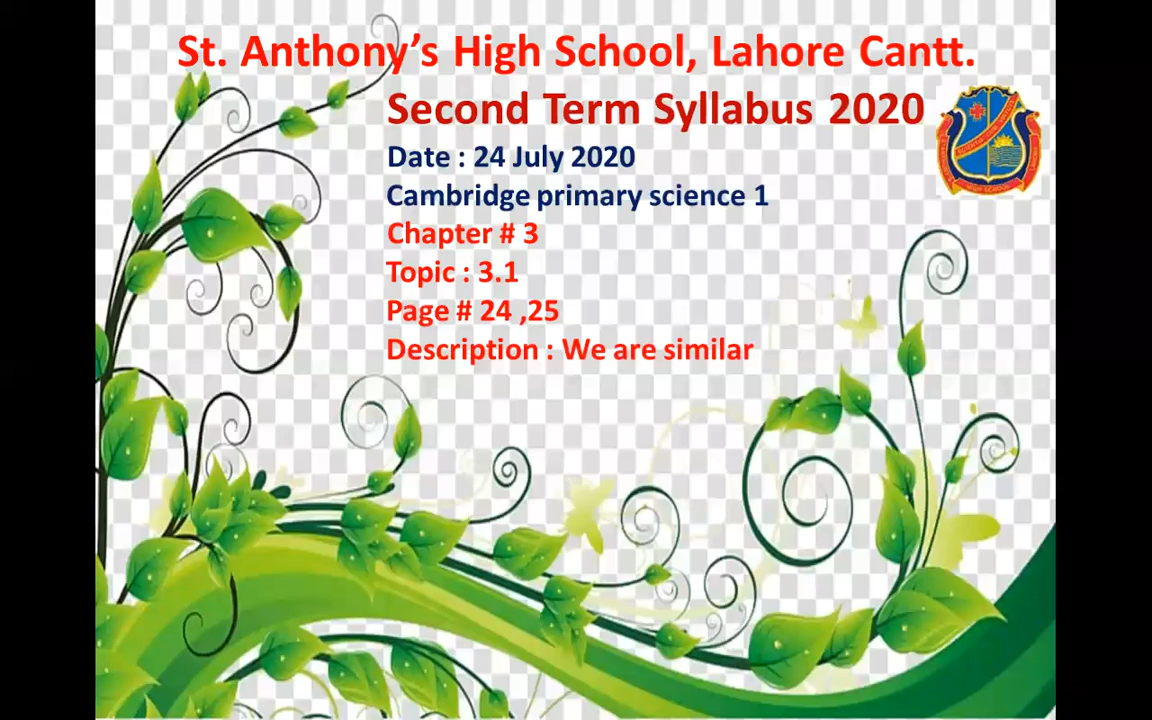 St. Anthony’s High School, Lahore Cantt.
Second Term Syllabus 2020
Date : 24 July 2020
Cambridge primary science 1
Chapter # 3
Topic : 3.1
Page # 24 ,25
Description : We are similar